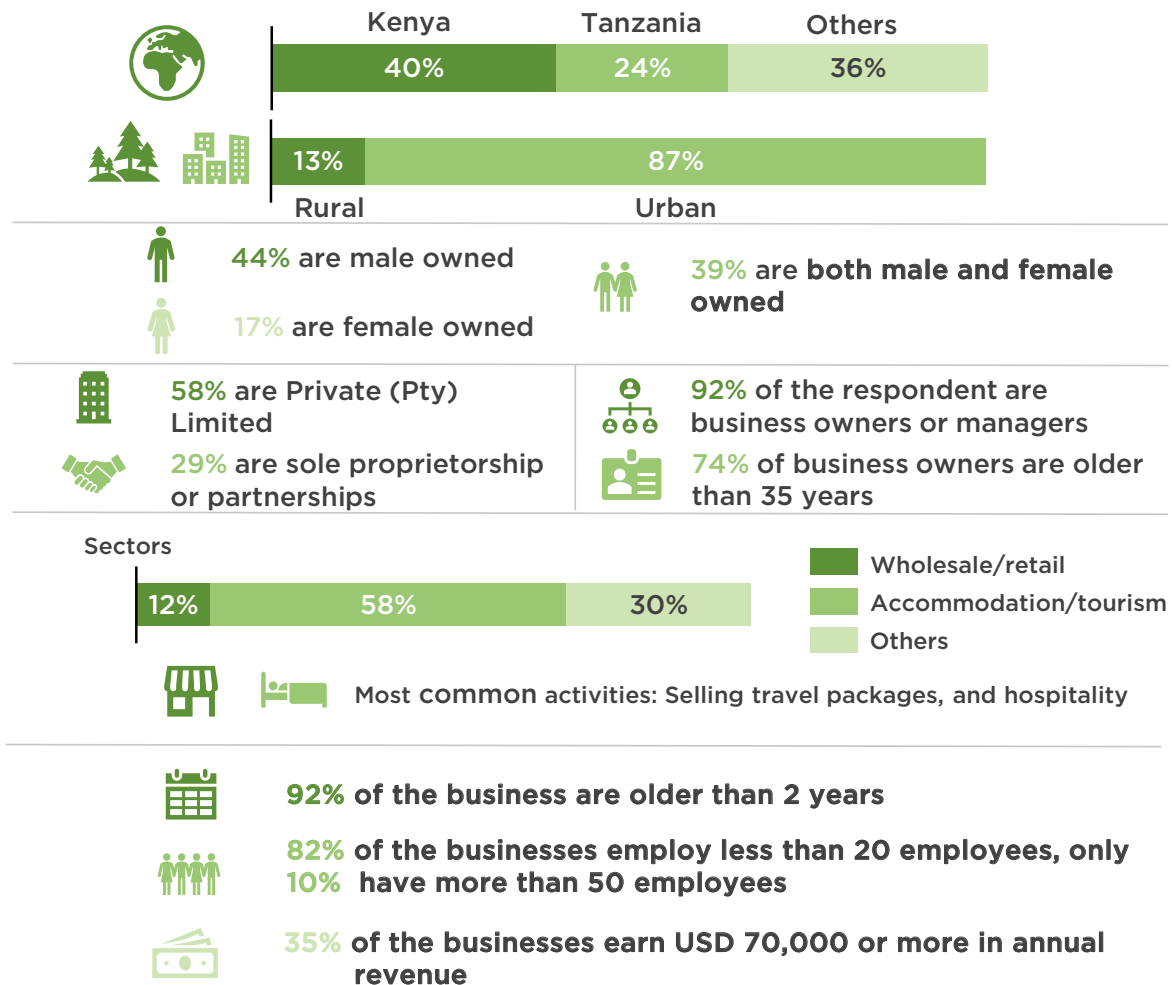 Kenya Tanzania Others
40% 24% 36%
13% 87%
Rural Urban
44% are male owned
17% are female owned
39% are both male and female
owned
58% are Private (Pty)
Limited
29% are sole proprietorship
or partnerships
92% of the respondent are
business owners or managers
74% of business owners are older
than 35 years
Sectors
12% 58% 30%
Wholesale/retail
Accommodation/tourism
Others
Most common activities: Selling travel packages, and hospitality
92% of the business are older than 2 years
82% of the businesses employ less than 20 employees, only
10% have more than 50 employees
35% of the businesses earn USD 70,000 or more in annual
revenue